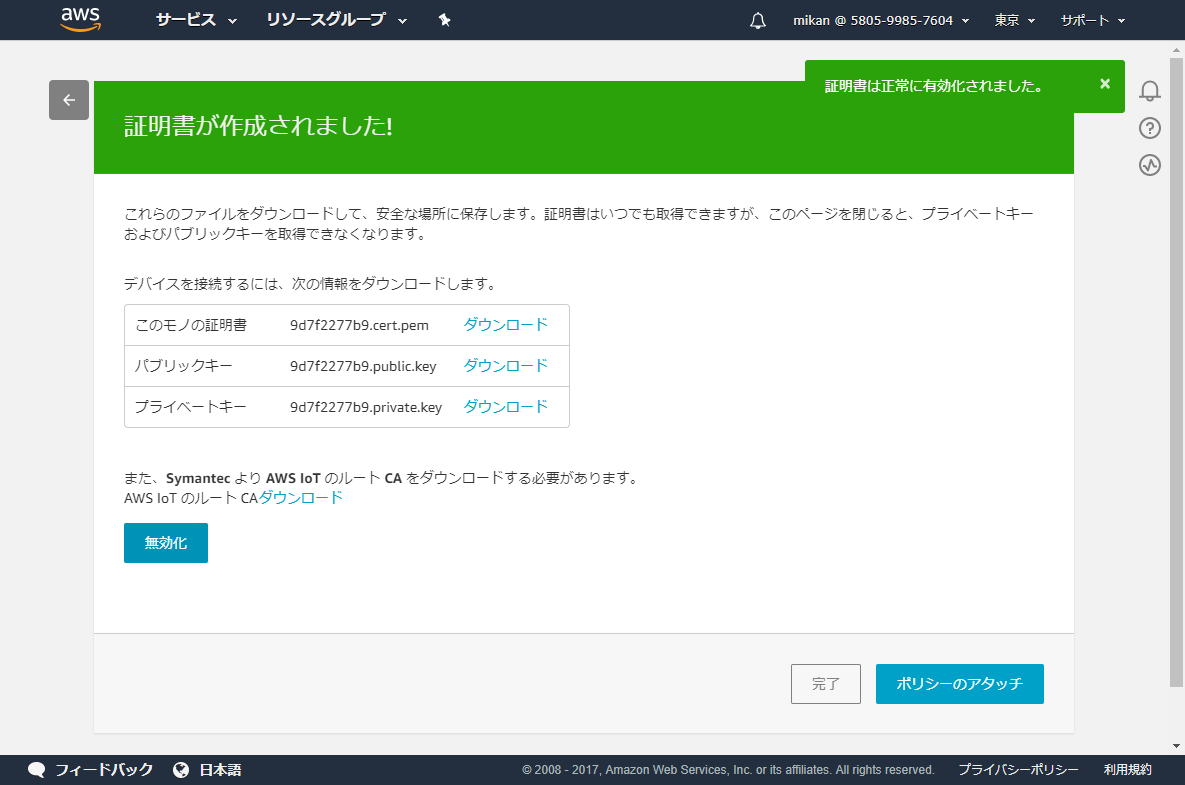 aws サービス リソースグループ mikan @ 5805-9985-7604 東京 サポート
証明書は正常に有効化されました。 ×
証明書が作成されました!
これらのファイルをダウンロードして、安全な場所に保存します。証明書はいつでも取得できますが、このページを閉じると、プライベートキー
およびパブリックキーを取得できなくなります。
デバイスを接続するには、次の情報をダウンロードします。
このモノの証明書 9d7f2277b9.cert.pem ダウンロード
パブリックキー 9d7f2277b9.public.key ダウンロード
プライベートキー 9d7f2277b9.private.key ダウンロード
また、Symantec より AWS IoT のルート CA をダウンロードする必要があります。
AWS IoT のルート CAダウンロード
無効化
完了 ポリシーのアタッチ
フィードバック 日本語 © 2008 - 2017, Amazon Web Services, Inc. or its affiliates. All rights reserved. プライバシーポリシー 利用規約